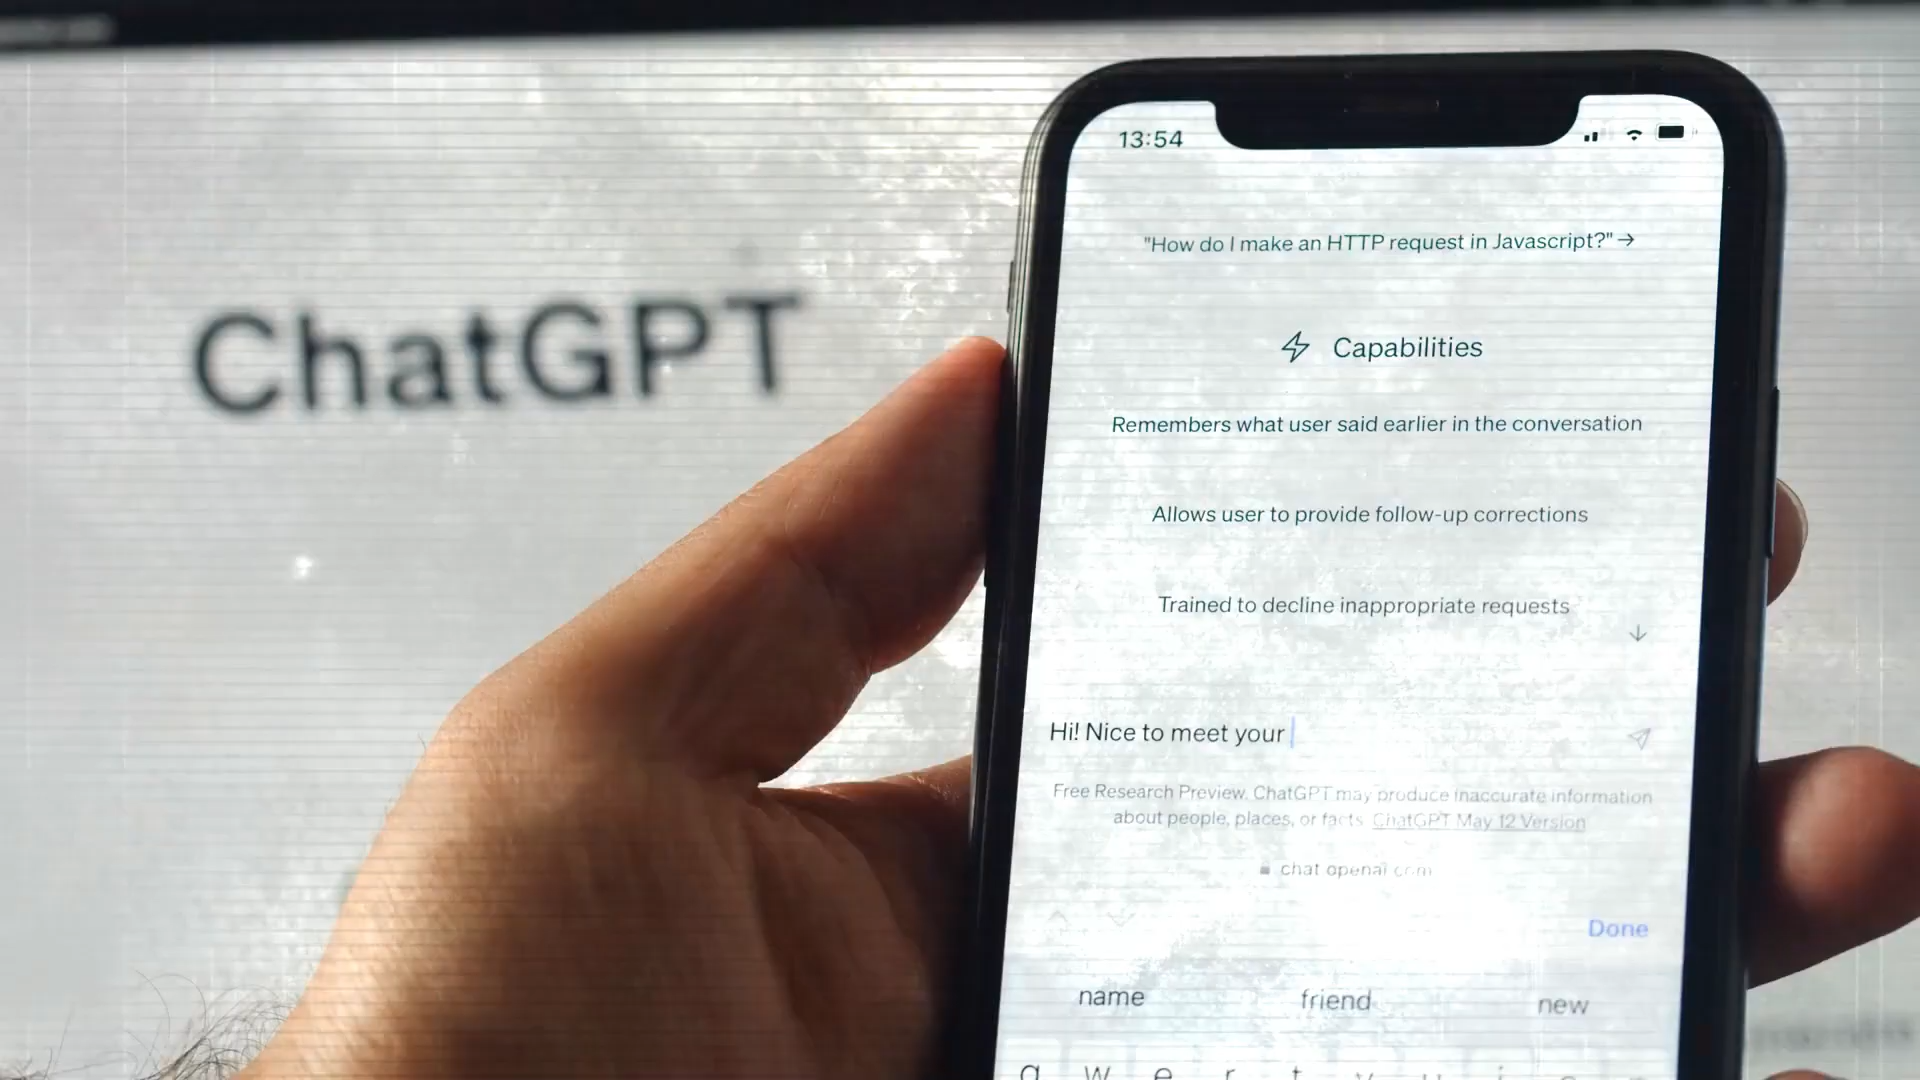 ChatGPT
13:54
"How do I make an HTTP request in Javascript?" →
Capabilities
Remembers what user said earlier in the conversation
Allows user to provide follow-up corrections
Trained to decline inappropriate requests
Hi! Nice to meet your
Free Research Preview. ChatGPT may produce inaccurate information
about people, places, or facts. ChatGPT May 12 Version
chat.openai.com
Done
name friend new
q w e r t y u i o p